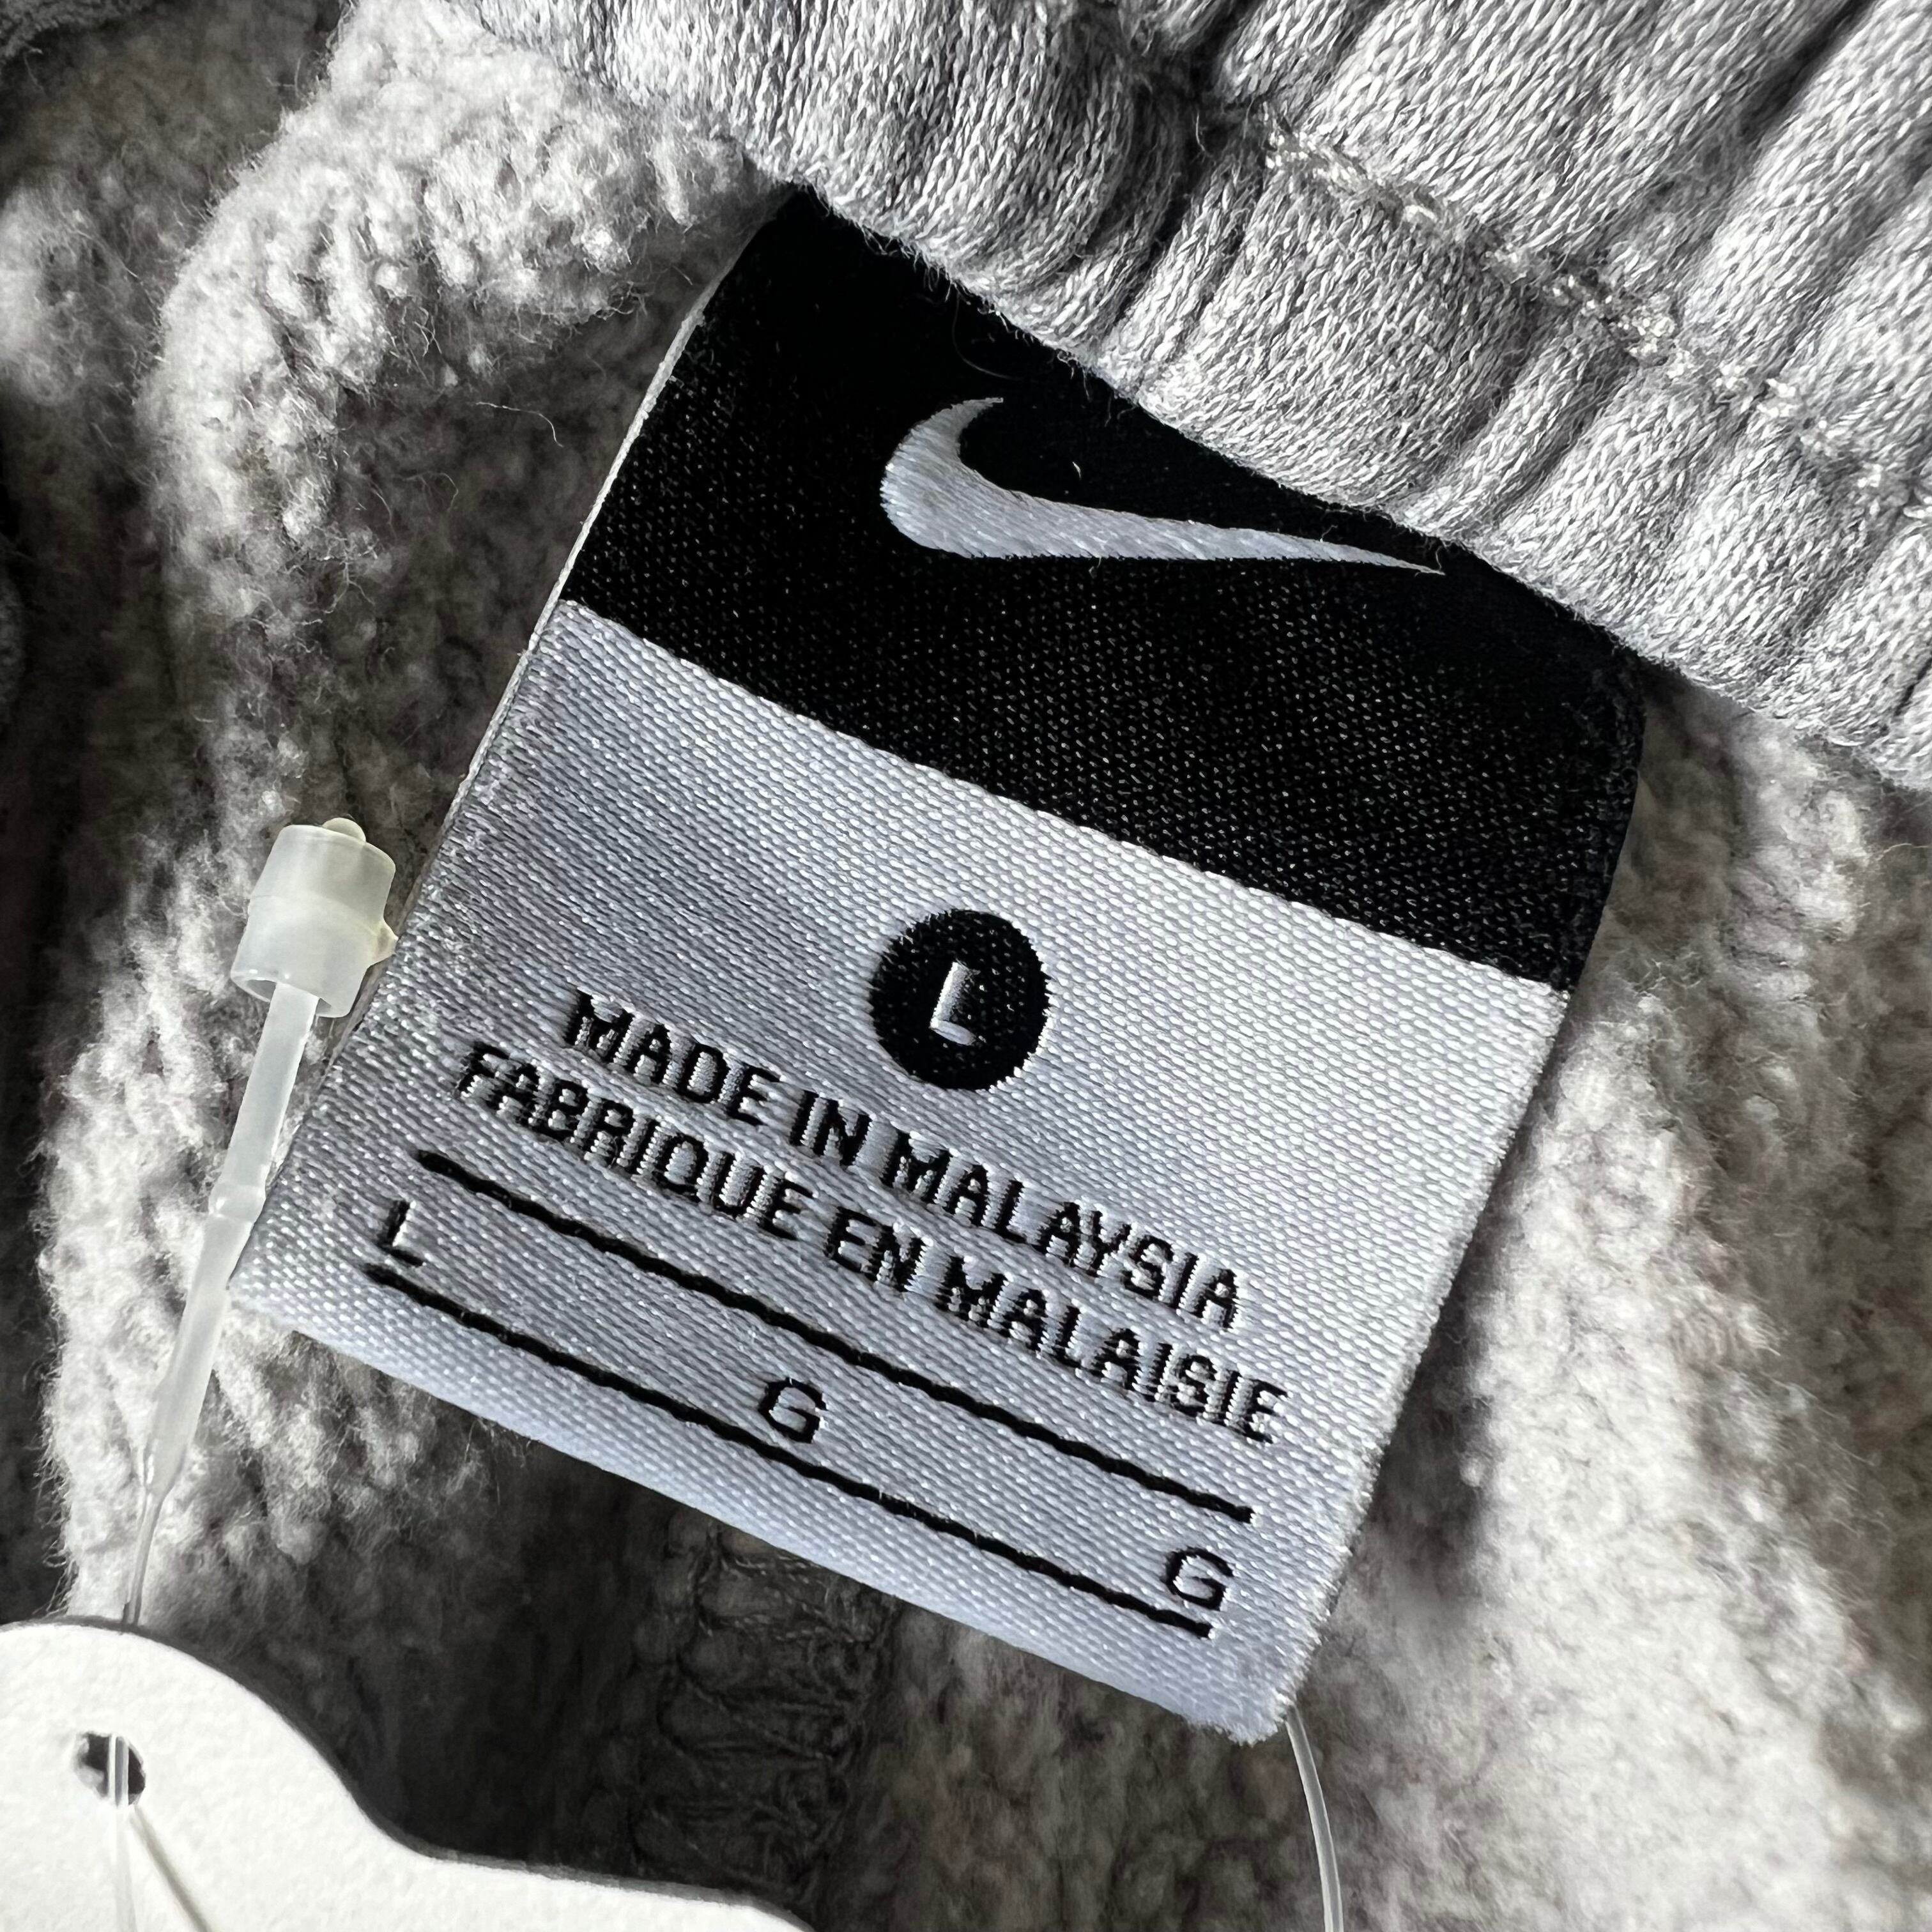 L
MADE IN MALAYSIA
FABRIQUE EN MALAISIE
L G G